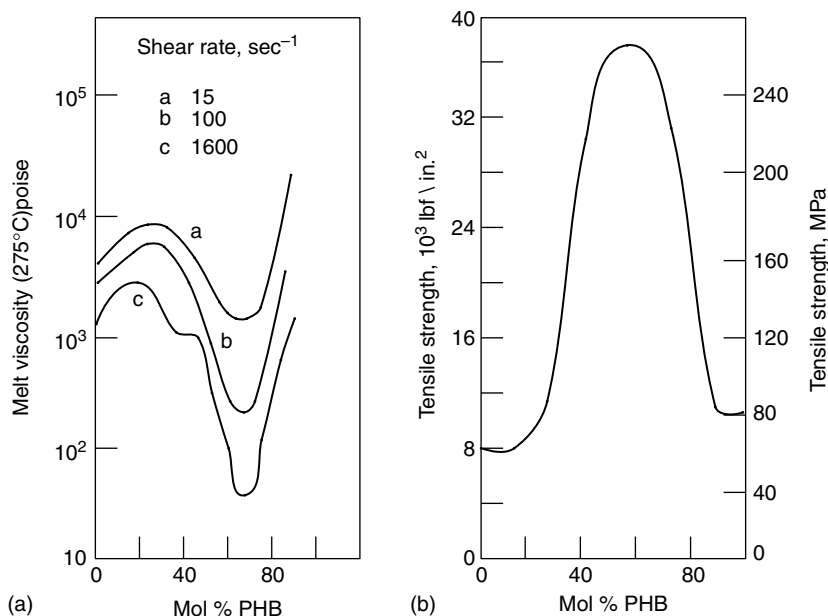 Shear rate, sec⁻¹
a 15
b 100
c 1600
10⁵
10⁴
10³
10²
10
a
b
c
Melt viscosity (275°C)poise
0 40 80
Mol % PHB
(a)
40
32
24
16
8
0
Tensile strength, 10³ lbf \ in.²
240
200
160
120
80
40
0
Tensile strength, MPa
0 40 80
Mol % PHB
(b)